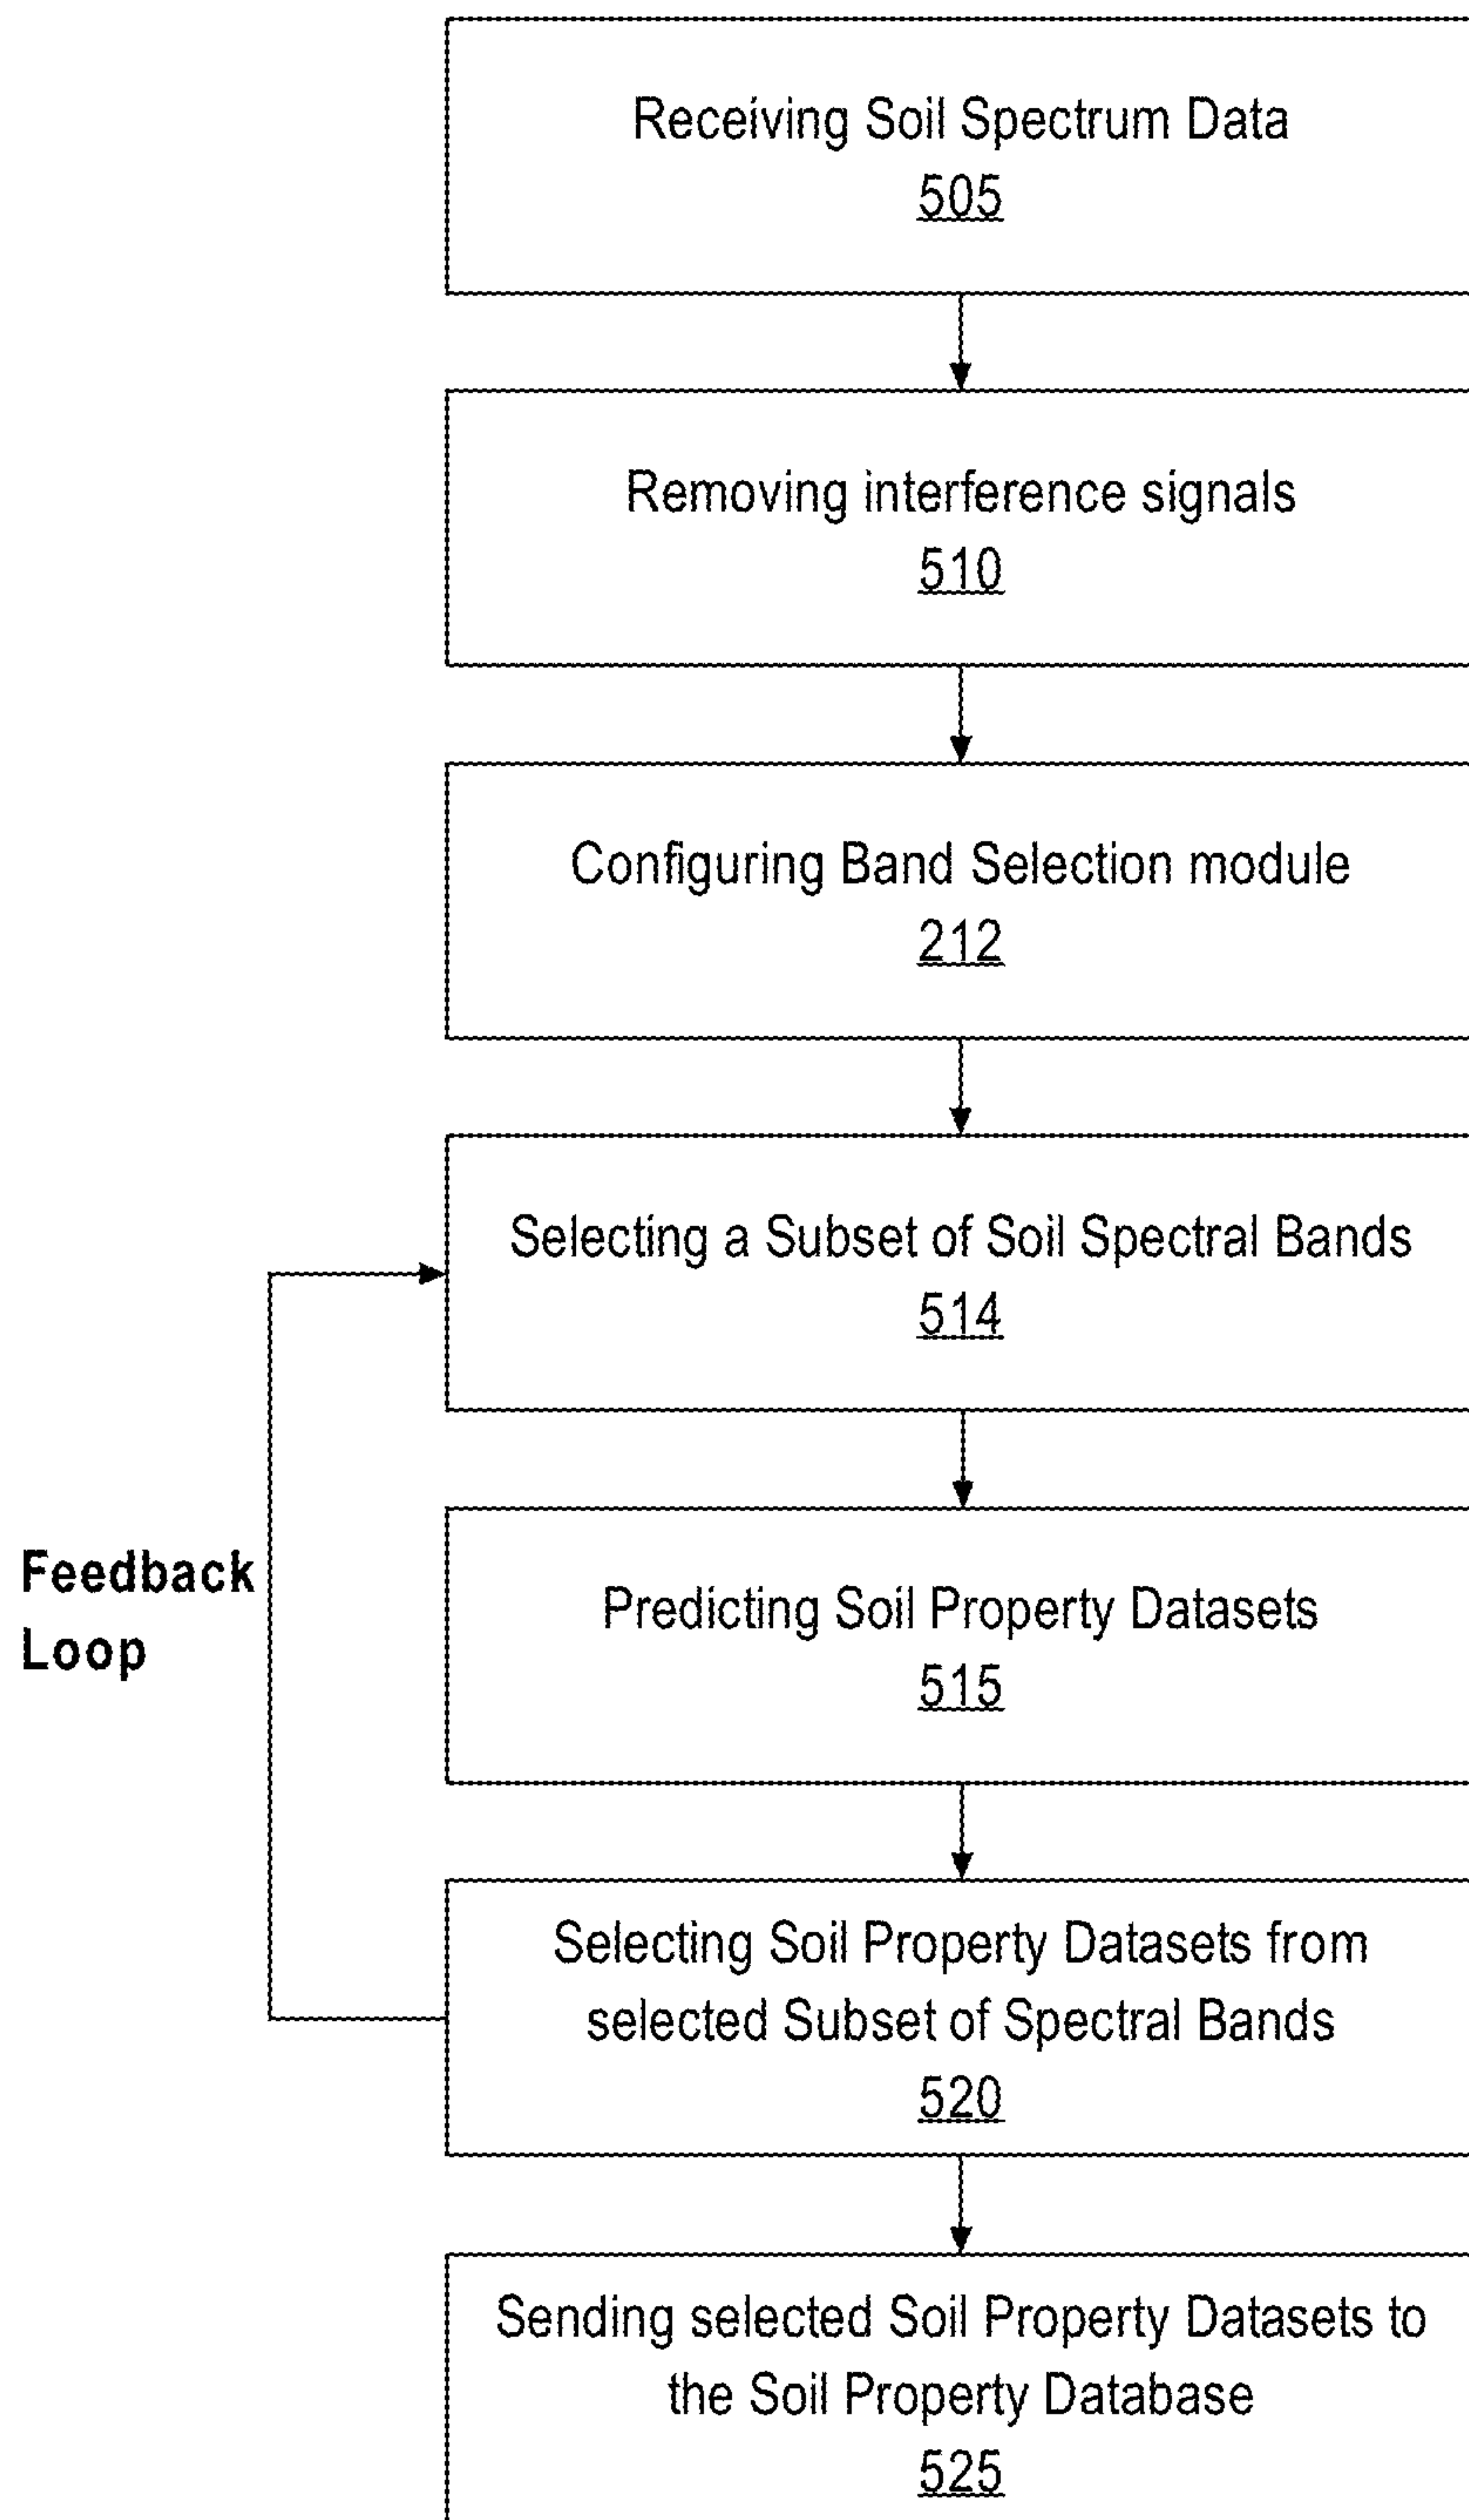 Receiving Soil Spectrum Data
505
Removing interference signals
510
Configuring Band Selection module
212
Selecting a Subset of Soil Spectral Bands
514
Feedback
Loop
Predicting Soil Property Datasets
515
Selecting Soil Property Datasets from
selected Subset of Spectral Bands
520
Sending selected Soil Property Datasets to
the Soil Property Database
525